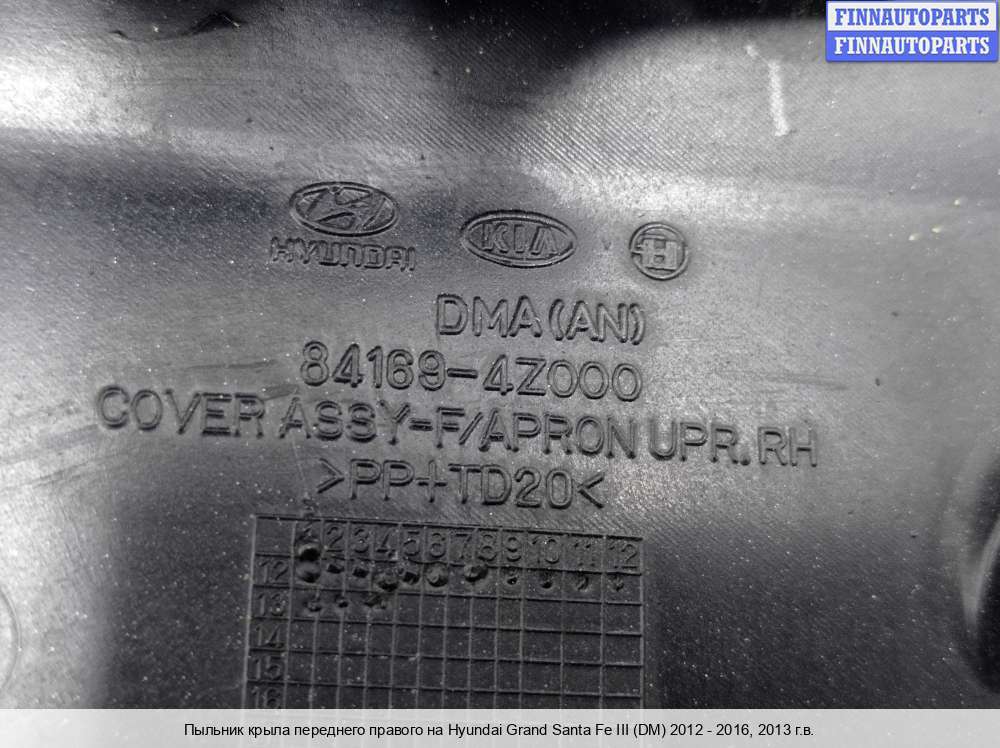 FINNAUTOPARTS
FINNAUTOPARTS
HYUNDAI KIA H
DMA(AN)
84169-4Z000
COVER ASSY-F/APRON UPR.RH
>PP+TD20<
1 2 3 4 5 6 7 8 9 10 11 12
12
13
14
15
16
Пыльник крыла переднего правого на Hyundai Grand Santa Fe III (DM) 2012 - 2016, 2013 г.в.